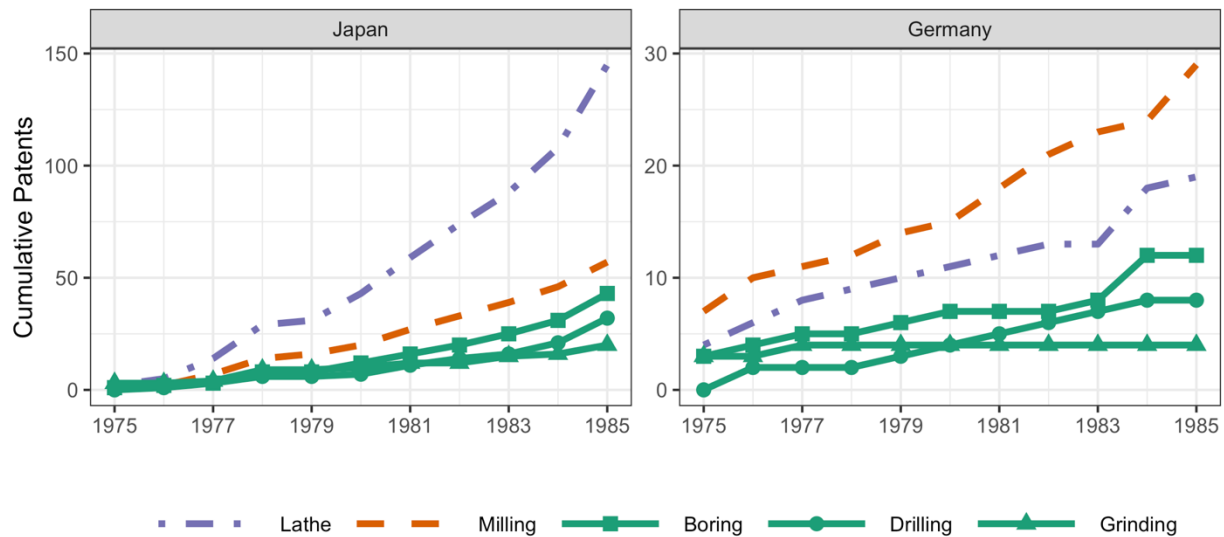 Japan
Germany
Cumulative Patents
150
100
50
0
30
20
10
0
1975 1977 1979 1981 1983 1985
1975 1977 1979 1981 1983 1985
Lathe Milling Boring Drilling Grinding